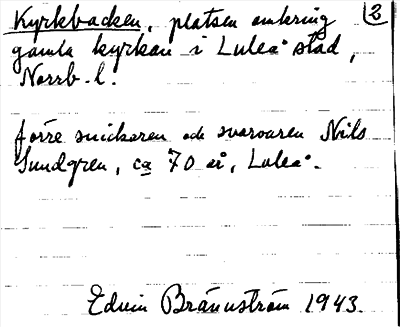 Kyrkbacken, platsen omkring 2
gamla kyrkan i Luleå stad,
Norrb. l.
förre snickaren och svarvaren Nils
Sundgren, ca 70 år, Luleå.
Edvin Brännström 1943.